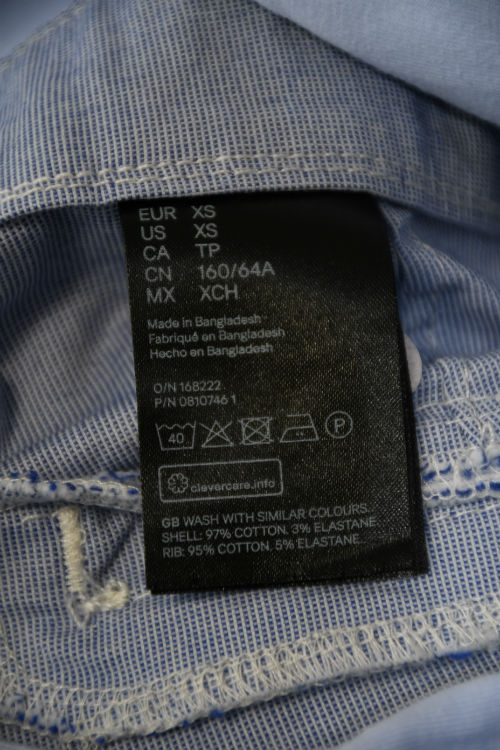 EUR XS
US XS
CA TP
CN 160/64A
MX XCH
Made in Bangladesh
Fabriqué en Bangladesh
Hecho en Bangladesh
O/N 168222
P/N 0810746 1
40 P
clevercare.info
GB WASH WITH SIMILAR COLOURS.
SHELL: 97% COTTON. 3% ELASTANE.
RIB: 95% COTTON. 5% ELASTANE.